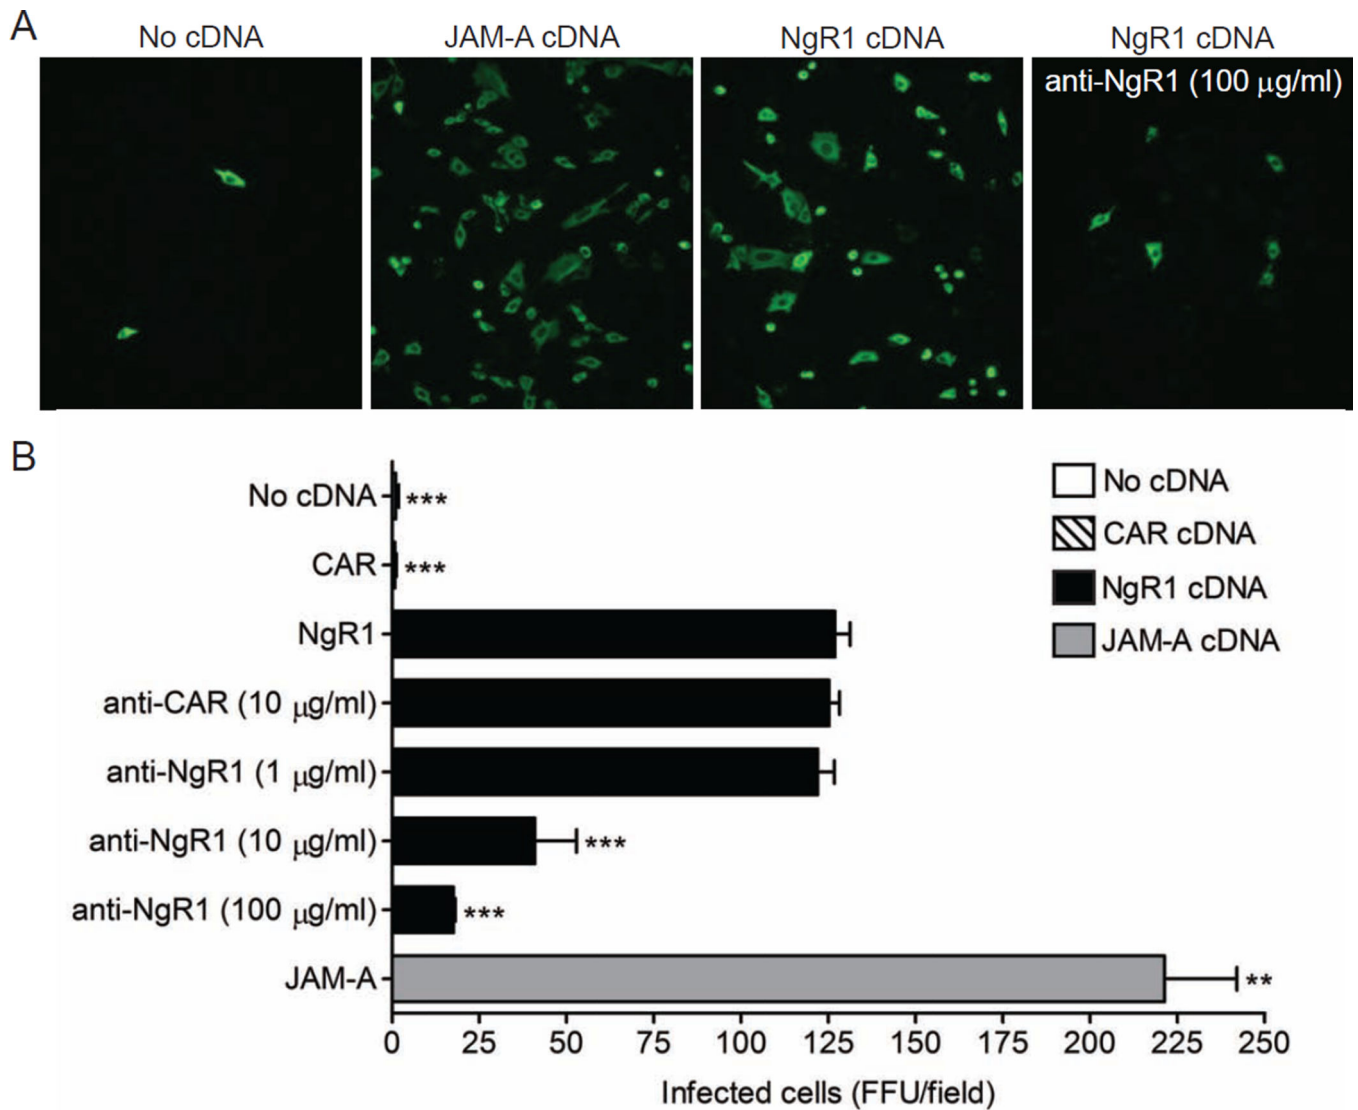 A
No cDNA
JAM-A cDNA
NgR1 cDNA
NgR1 cDNA
anti-NgR1 (100 μg/ml)
B
No cDNA
***
CAR
***
NgR1
anti-CAR (10 μg/ml)
anti-NgR1 (1 μg/ml)
anti-NgR1 (10 μg/ml)
***
anti-NgR1 (100 μg/ml)
***
JAM-A
**
No cDNA
CAR cDNA
NgR1 cDNA
JAM-A cDNA
0 25 50 75 100 125 150 175 200 225 250
Infected cells (FFU/field)